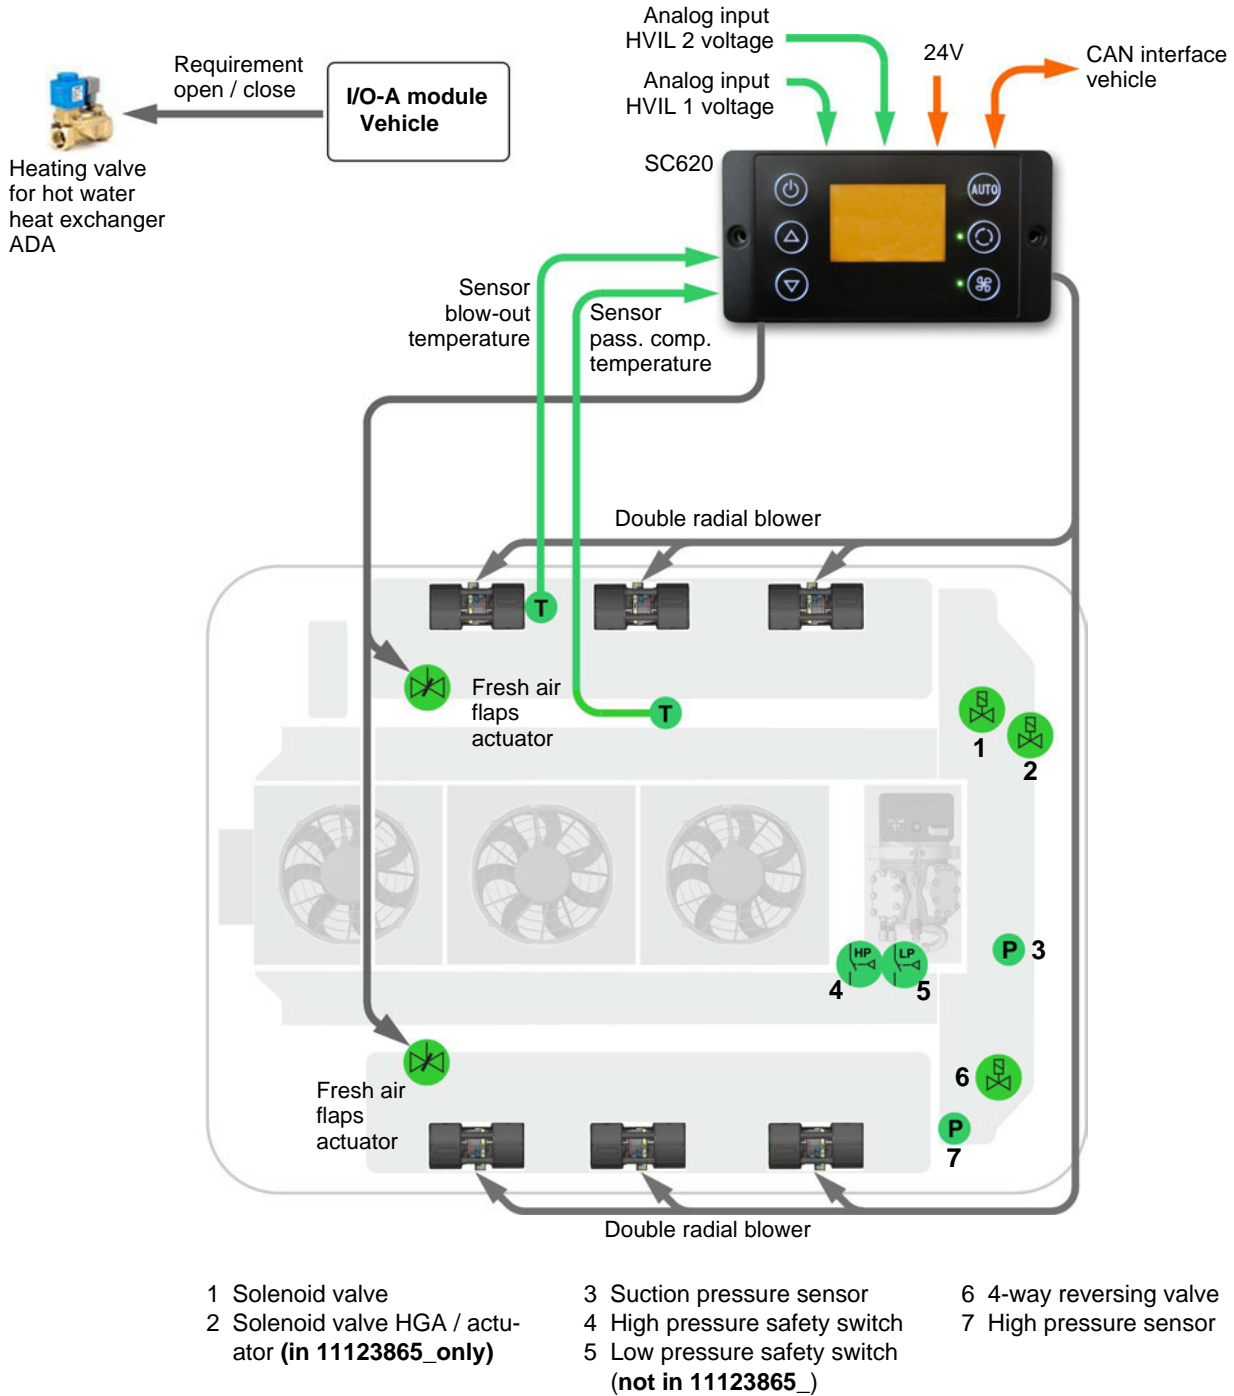 Analog input
HVIL 2 voltage
24V
CAN interface
vehicle
Requirement
open / close
I/O-A module
Vehicle
Analog input
HVIL 1 voltage
SC620
AUTO
Heating valve
for hot water
heat exchanger
ADA
Sensor
blow-out
temperature
Sensor
pass. comp.
temperature
Double radial blower
T
Fresh air
flaps
actuator
T
1
2
HP
LP
P 3
4
5
6
Fresh air
flaps
actuator
P
7
Double radial blower
1 Solenoid valve
2 Solenoid valve HGA / actu-
ator (in 11123865_only)
3 Suction pressure sensor
4 High pressure safety switch
5 Low pressure safety switch
(not in 11123865_)
6 4-way reversing valve
7 High pressure sensor